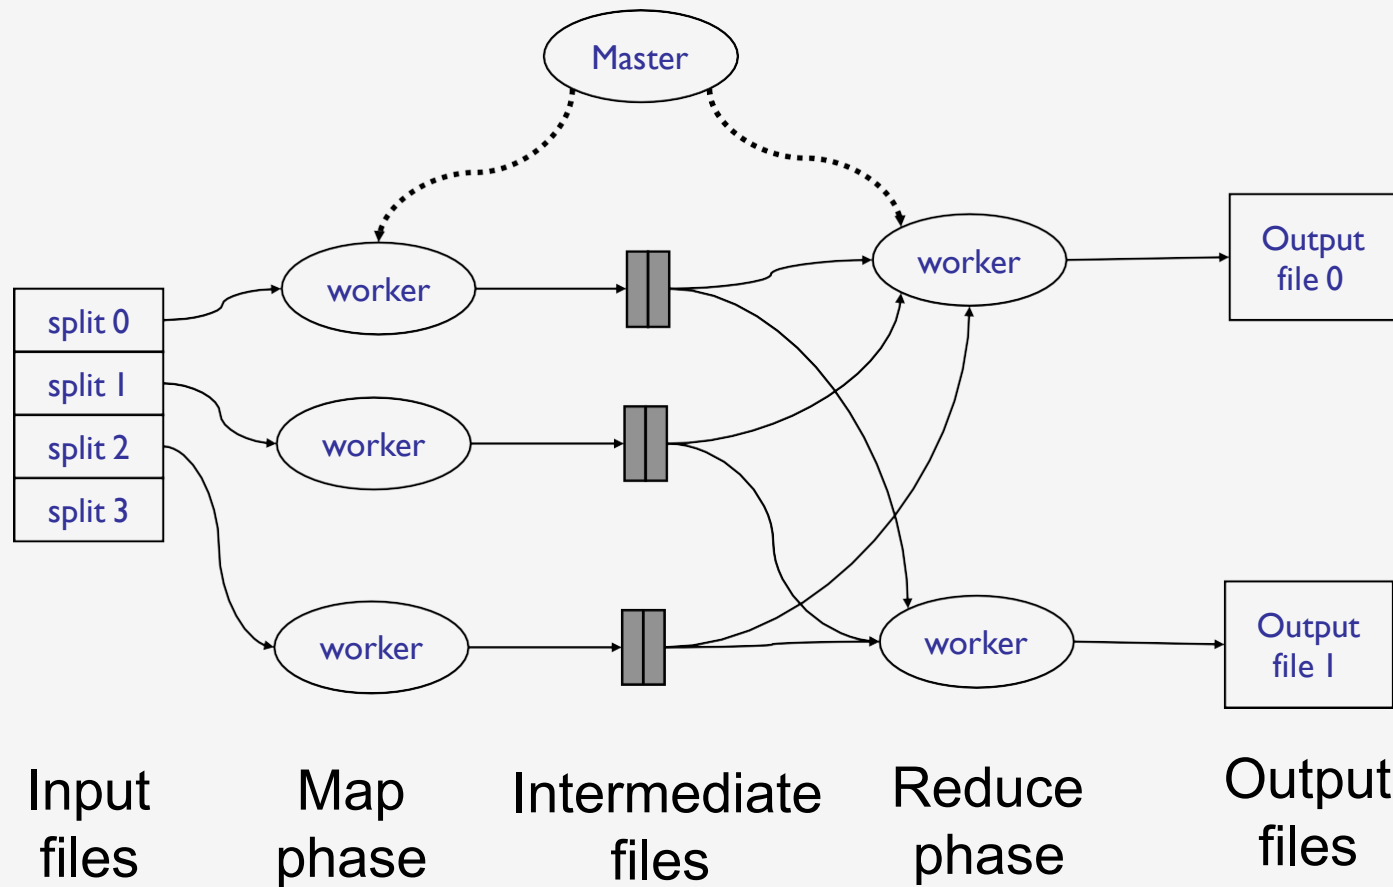 Master
worker
worker
Output
file 0
split 0
split 1
split 2
split 3
worker
worker
worker
Output
file 1
Input
files
Map
phase
Intermediate
files
Reduce
phase
Output
files